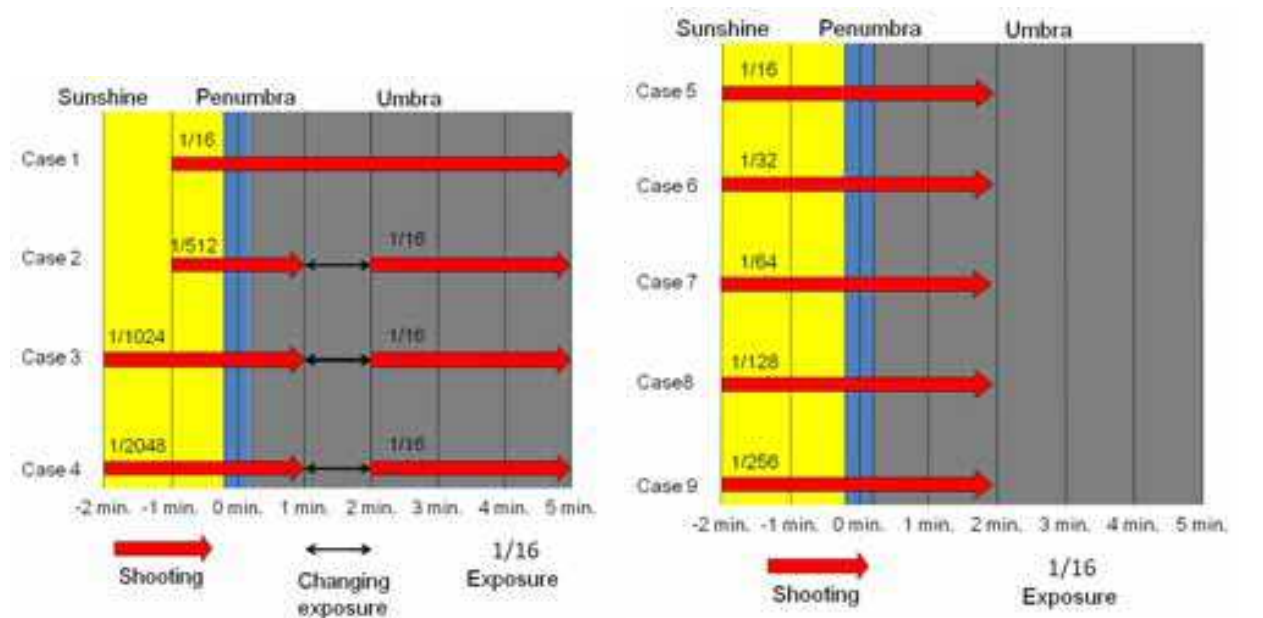 Sunshine Penumbra Umbra
1/16
Case 1
1/512 1/16
Case 2
1/1024 1/16
Case 3
1/2048 1/16
Case 4
-2 min. -1 min. 0 min. 1 min. 2 min. 3 min. 4 min. 5 min.
Shooting
Changing
exposure
1/16
Exposure
Sunshine Penumbra Umbra
1/16
Case 5
1/32
Case 6
1/64
Case 7
1/128
Case8
1/256
Case 9
-2 min. -1 min. 0 min. 1 min. 2 min. 3 min. 4 min. 5 min.
Shooting
1/16
Exposure